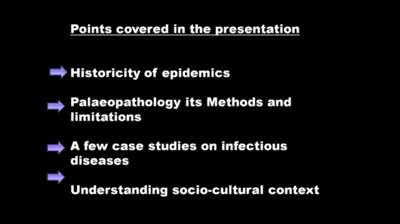 Points covered in the presentation
Historicity of epidemics
Palaeopathology its Methods and
limitations
A few case studies on infectious
diseases
Understanding socio-cultural context